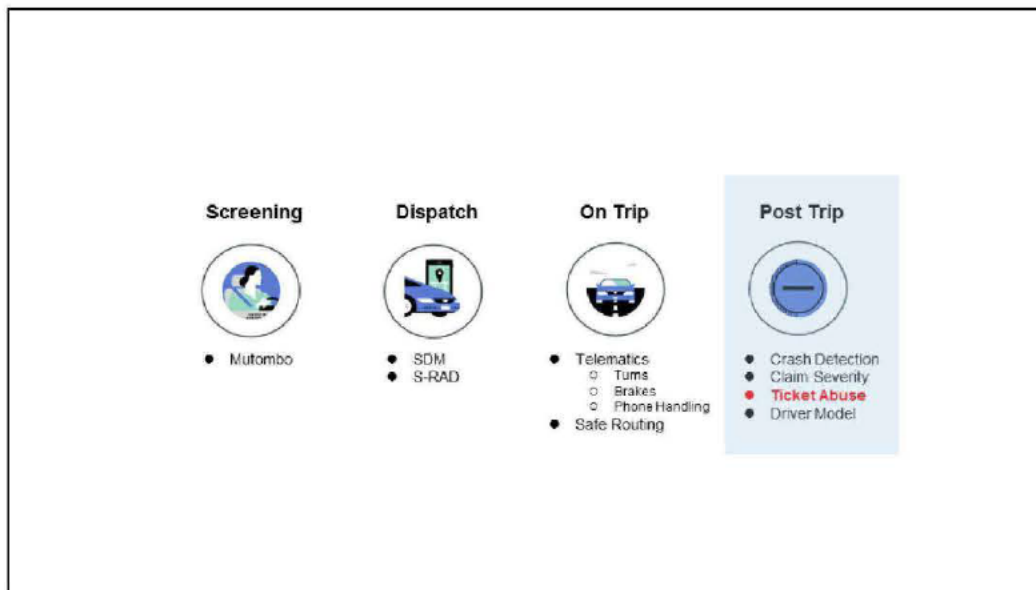 Screening
Mutombo
Dispatch
SDM
S-RAD
On Trip
Telematics
Turns
Brakes
Phone Handling
Safe Routing
Post Trip
Crash Detection
Claim Severity
Ticket Abuse
Driver Model